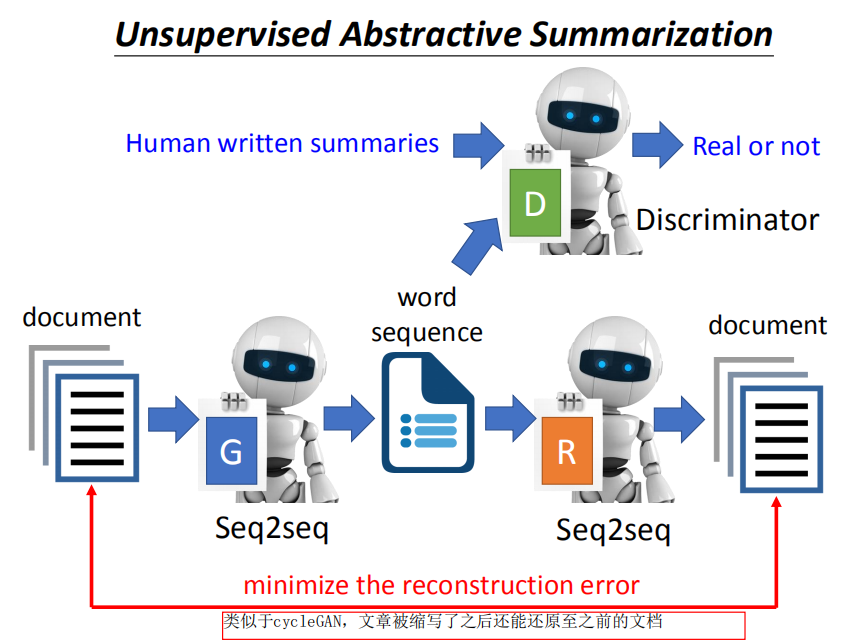 Unsupervised Abstractive Summarization
Human written summaries
Real or not
D
Discriminator
word
sequence
document
document
G
R
Seq2seq
Seq2seq
minimize the reconstruction error
类似于cycleGAN，文章被缩写了之后还能还原至之前的文档